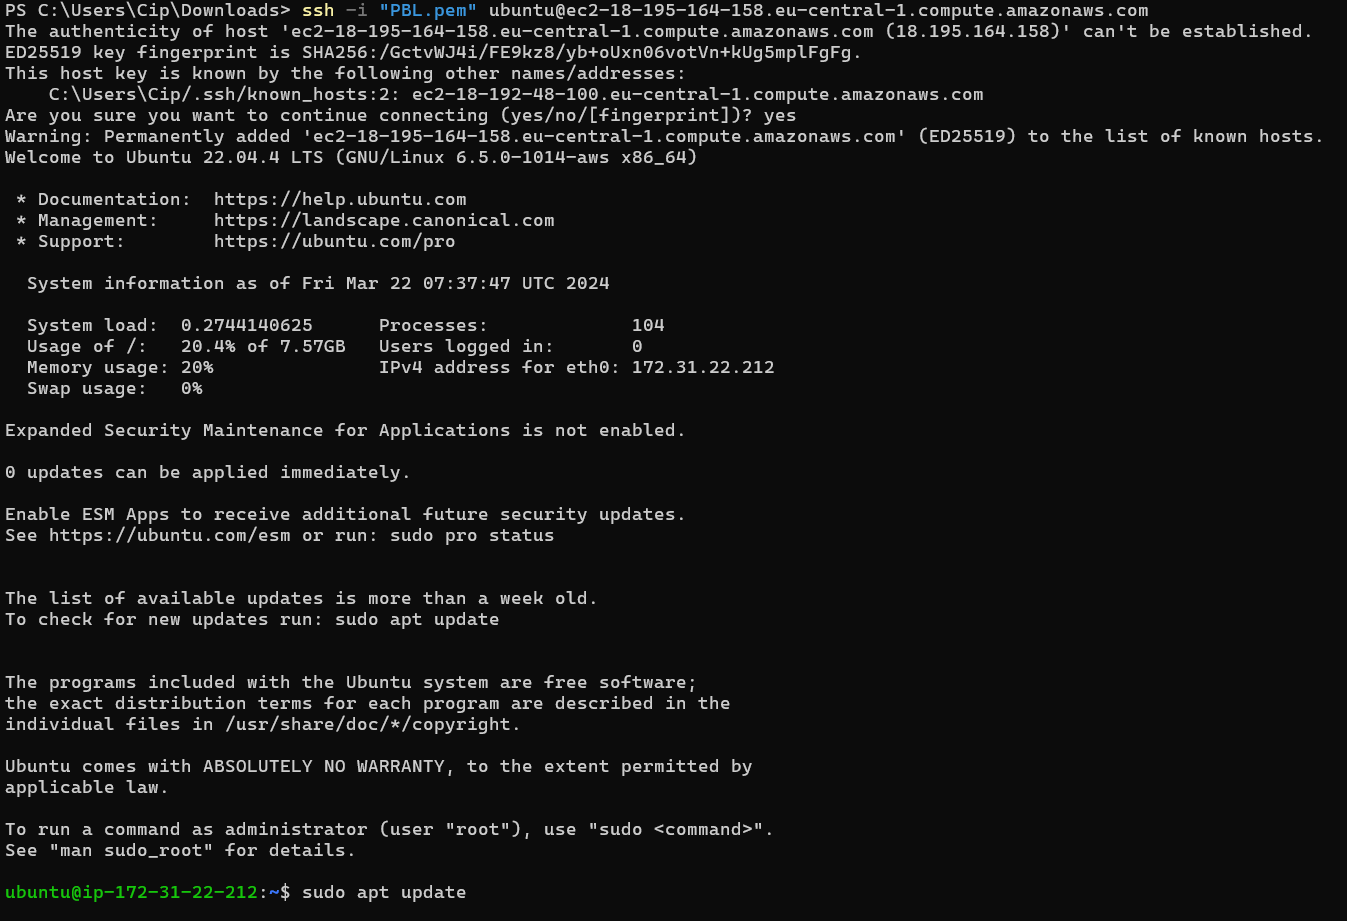 PS C:\Users\Cip\Downloads> ssh -i "PBL.pem" ubuntu@ec2-18-195-164-158.eu-central-1.compute.amazonaws.com
The authenticity of host 'ec2-18-195-164-158.eu-central-1.compute.amazonaws.com (18.195.164.158)' can't be established.
ED25519 key fingerprint is SHA256:/GctvWJ4i/FE9kz8/yb+oUxn06votVn+kUg5mplFgFg.
This host key is known by the following other names/addresses:
    C:\Users\Cip/.ssh/known_hosts:2: ec2-18-192-48-100.eu-central-1.compute.amazonaws.com
Are you sure you want to continue connecting (yes/no/[fingerprint])? yes
Warning: Permanently added 'ec2-18-195-164-158.eu-central-1.compute.amazonaws.com' (ED25519) to the list of known hosts.
Welcome to Ubuntu 22.04.4 LTS (GNU/Linux 6.5.0-1014-aws x86_64)

 * Documentation:  https://help.ubuntu.com
 * Management:     https://landscape.canonical.com
 * Support:        https://ubuntu.com/pro

  System information as of Fri Mar 22 07:37:47 UTC 2024

  System load:  0.2744140625      Processes:             104
  Usage of /:   20.4% of 7.57GB   Users logged in:       0
  Memory usage: 20%               IPv4 address for eth0: 172.31.22.212
  Swap usage:   0%

Expanded Security Maintenance for Applications is not enabled.

0 updates can be applied immediately.

Enable ESM Apps to receive additional future security updates.
See https://ubuntu.com/esm or run: sudo pro status


The list of available updates is more than a week old.
To check for new updates run: sudo apt update


The programs included with the Ubuntu system are free software;
the exact distribution terms for each program are described in the
individual files in /usr/share/doc/*/copyright.

Ubuntu comes with ABSOLUTELY NO WARRANTY, to the extent permitted by
applicable law.

To run a command as administrator (user "root"), use "sudo <command>".
See "man sudo_root" for details.

ubuntu@ip-172-31-22-212:~$ sudo apt update